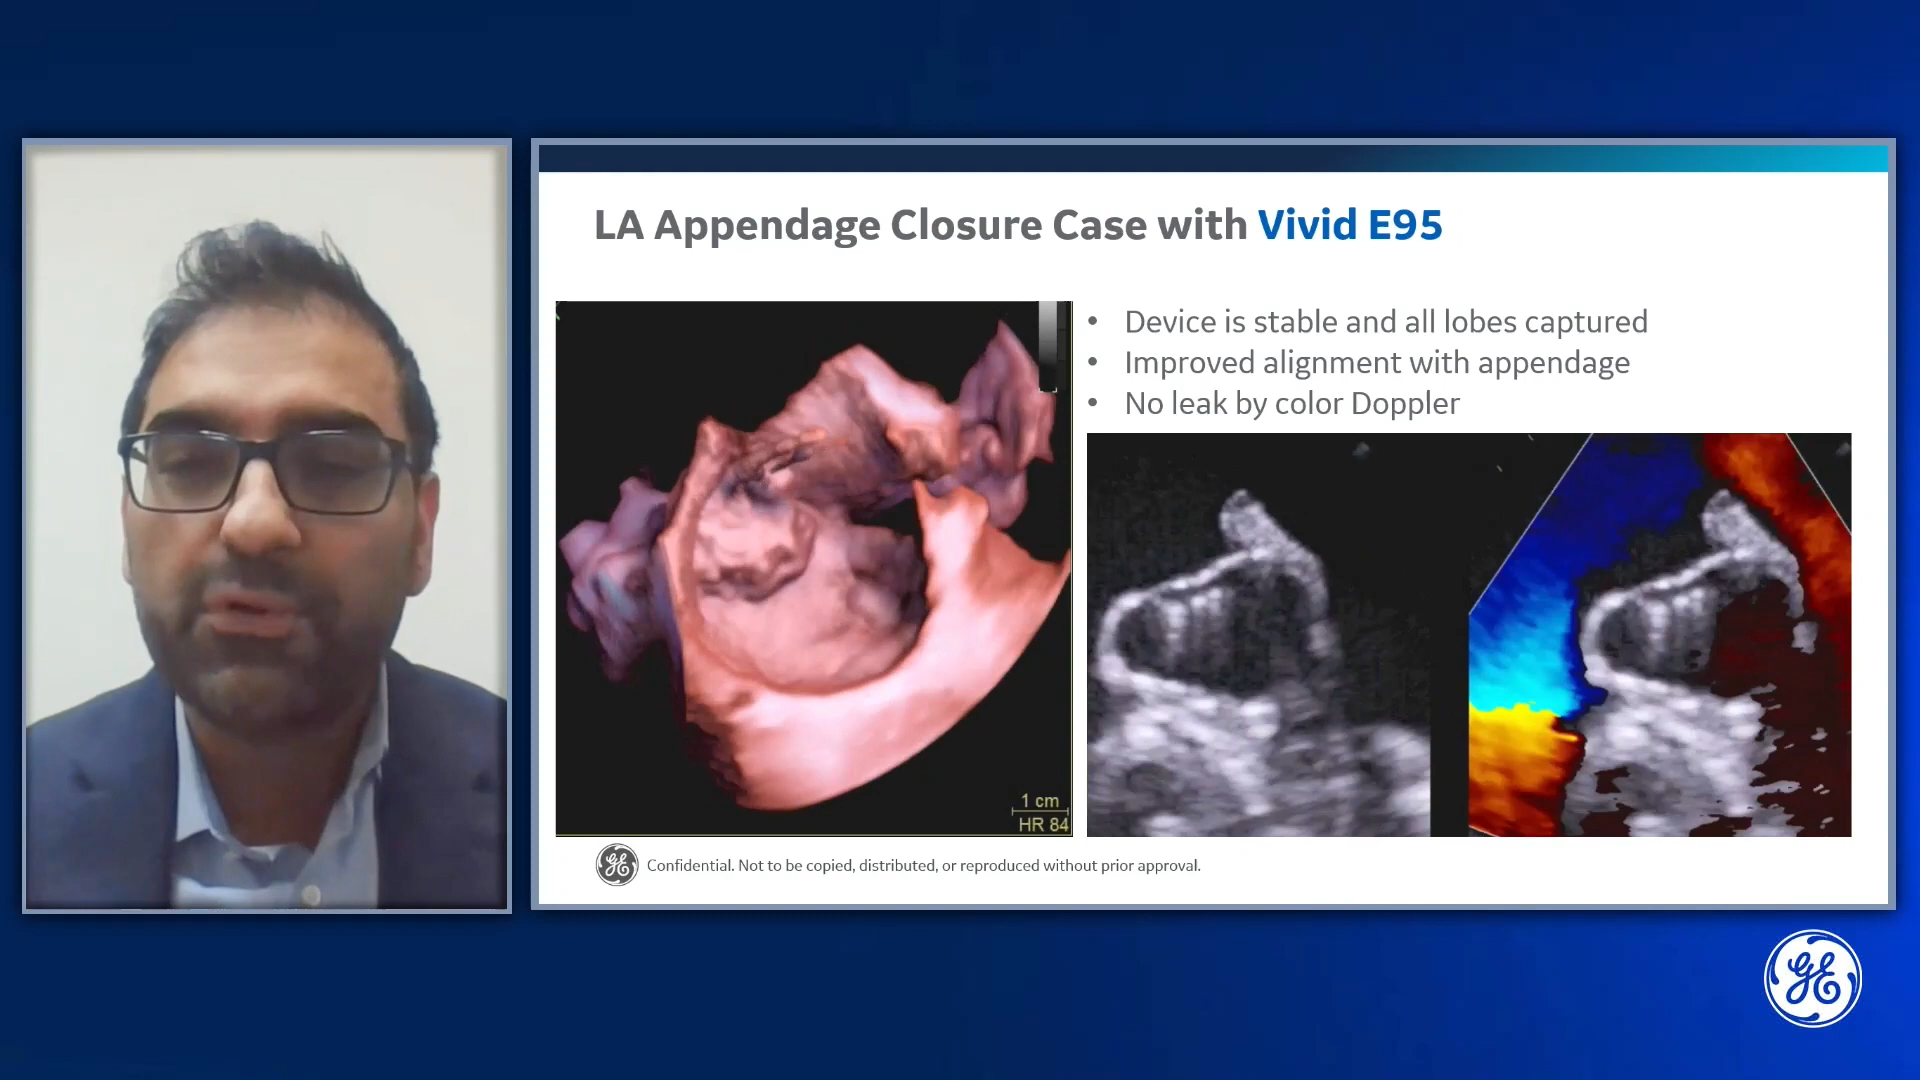 LA Appendage Closure Case with Vivid E95
• Device is stable and all lobes captured
• Improved alignment with appendage
• No leak by color Doppler
1 cm
HR 84
GE Confidential. Not to be copied, distributed, or reproduced without prior approval.
GE